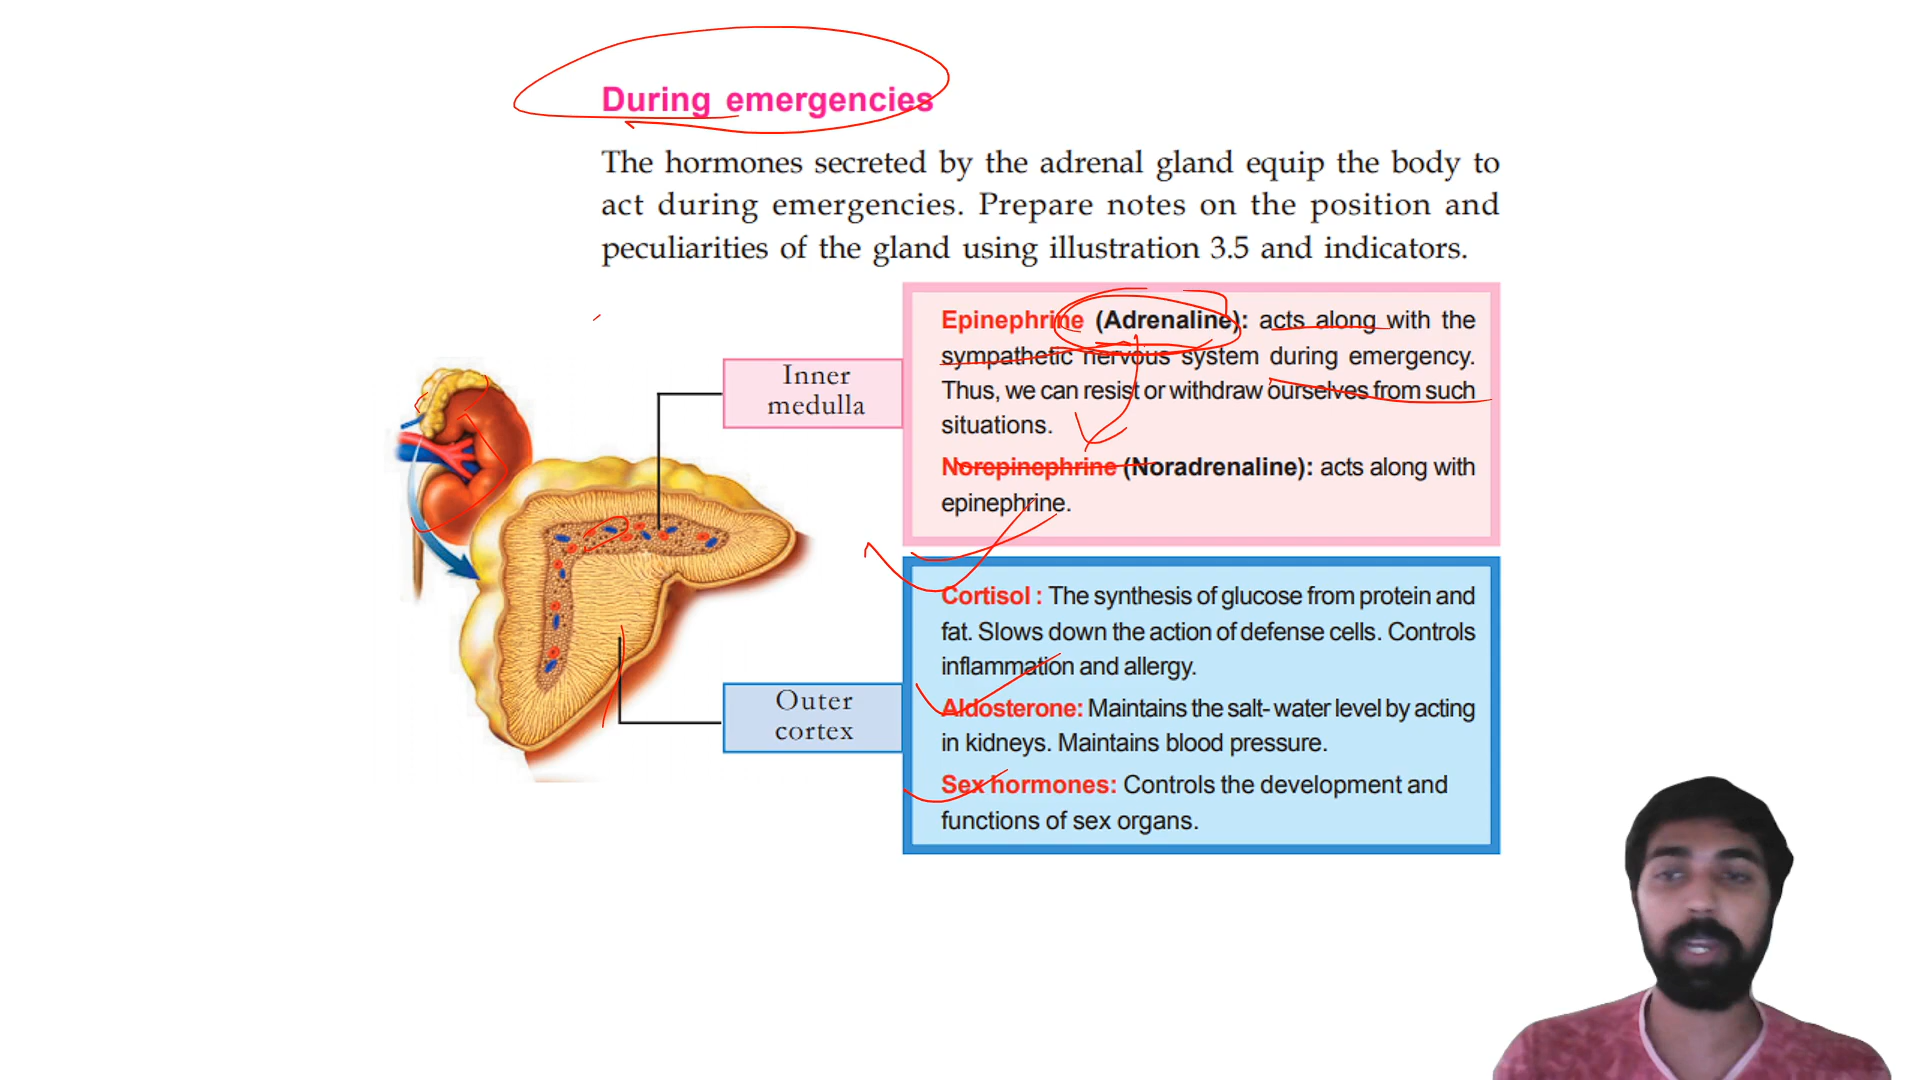 During emergencies
The hormones secreted by the adrenal gland equip the body to
act during emergencies. Prepare notes on the position and
peculiarities of the gland using illustration 3.5 and indicators.
Inner
medulla
Epinephrine (Adrenaline): acts along with the
sympathetic nervous system during emergency.
Thus, we can resist or withdraw ourselves from such
situations.
Norepinephrine (Noradrenaline): acts along with
epinephrine.
Outer
cortex
Cortisol : The synthesis of glucose from protein and
fat. Slows down the action of defense cells. Controls
inflammation and allergy.
Aldosterone: Maintains the salt- water level by acting
in kidneys. Maintains blood pressure.
Sex hormones: Controls the development and
functions of sex organs.